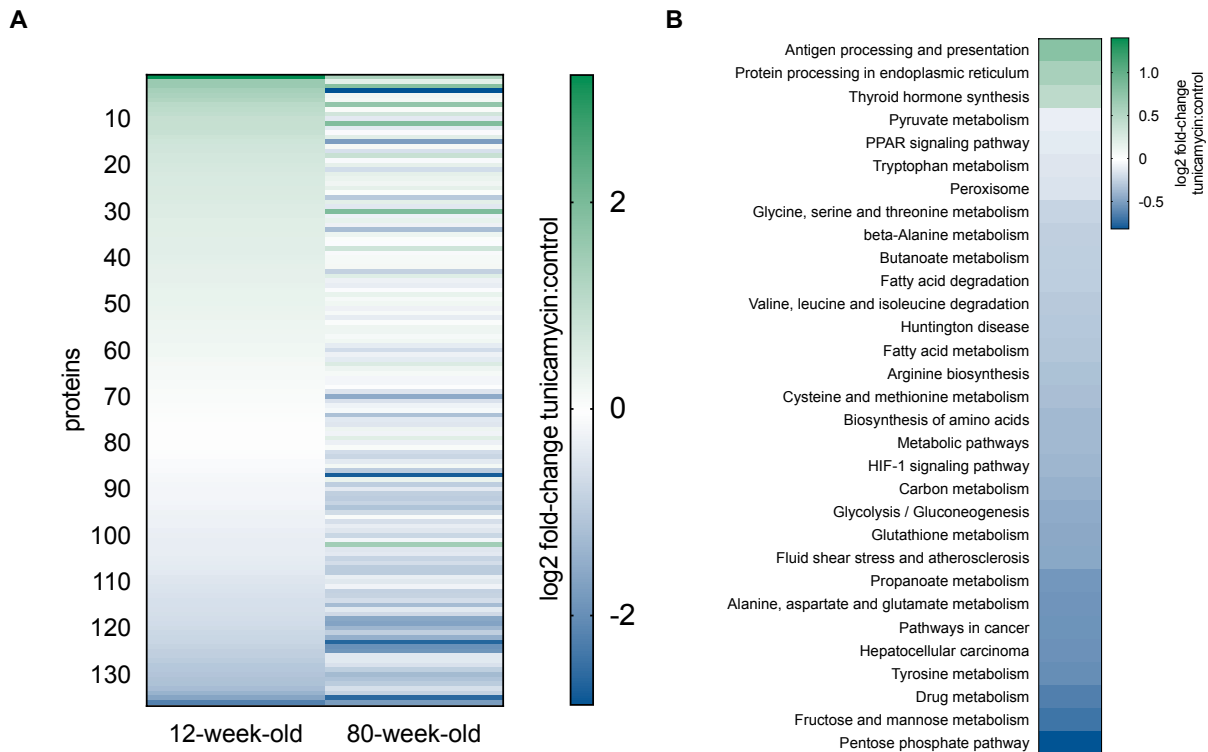 A
10
20
30
40
50
60
70
80
90
100
110
120
130
proteins
12-week-old
80-week-old
2
0
-2
log2 fold-change tunicamycin:control
B
Antigen processing and presentation
Protein processing in endoplasmic reticulum
Thyroid hormone synthesis
Pyruvate metabolism
PPAR signaling pathway
Tryptophan metabolism
Peroxisome
Glycine, serine and threonine metabolism
beta-Alanine metabolism
Butanoate metabolism
Fatty acid degradation
Valine, leucine and isoleucine degradation
Huntington disease
Fatty acid metabolism
Arginine biosynthesis
Cysteine and methionine metabolism
Biosynthesis of amino acids
Metabolic pathways
HIF-1 signaling pathway
Carbon metabolism
Glycolysis / Gluconeogenesis
Glutathione metabolism
Fluid shear stress and atherosclerosis
Propanoate metabolism
Alanine, aspartate and glutamate metabolism
Pathways in cancer
Hepatocellular carcinoma
Tyrosine metabolism
Drug metabolism
Fructose and mannose metabolism
Pentose phosphate pathway
1.0
0.5
0
-0.5
log2 fold-change
tunicamycin:control